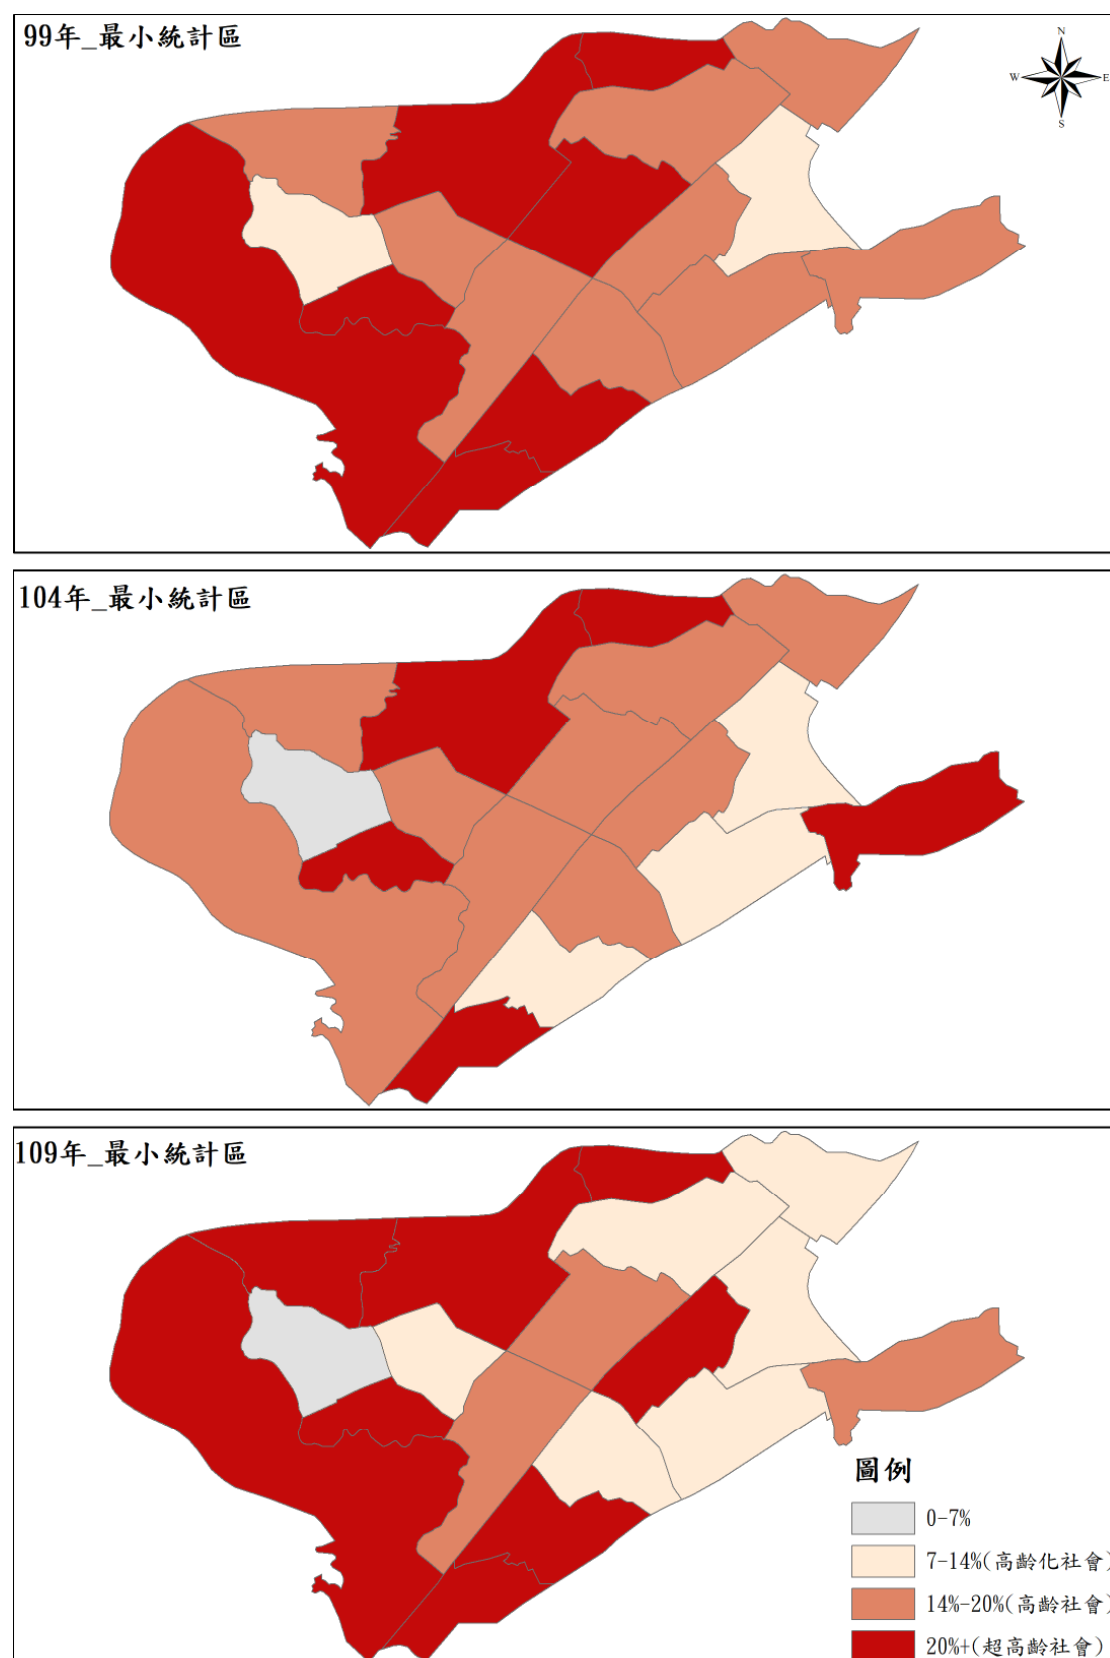 99年_最小統計區
N
W E
S
104年_最小統計區
109年_最小統計區
圖例
0-7%
7-14%(高齡化社會)
14%-20%(高齡社會)
20%+(超高齡社會)